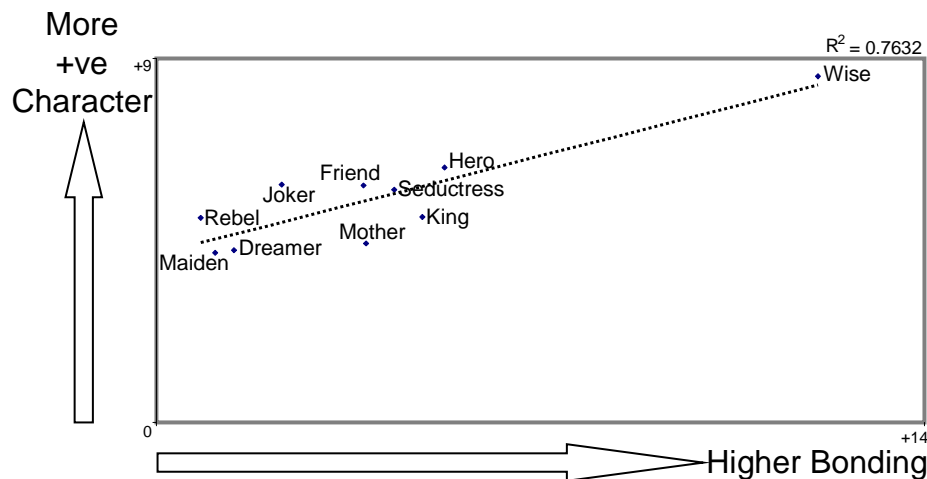 More
+ve
Character
R² = 0.7632
+9
Wise
Hero
Friend
Seductress
Joker
King
Rebel
Mother
Dreamer
Maiden
0
+14
Higher Bonding